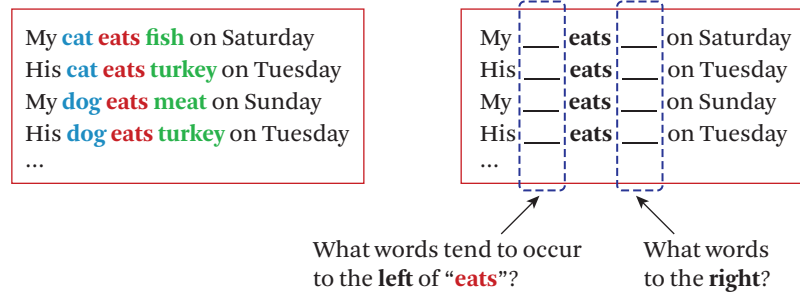 My cat eats fish on Saturday
His cat eats turkey on Tuesday
My dog eats meat on Sunday
His dog eats turkey on Tuesday
...
My ___ eats ___ on Saturday
His ___ eats ___ on Tuesday
My ___ eats ___ on Sunday
His ___ eats ___ on Tuesday
...
What words tend to occur
to the left of “eats”?
What words
to the right?